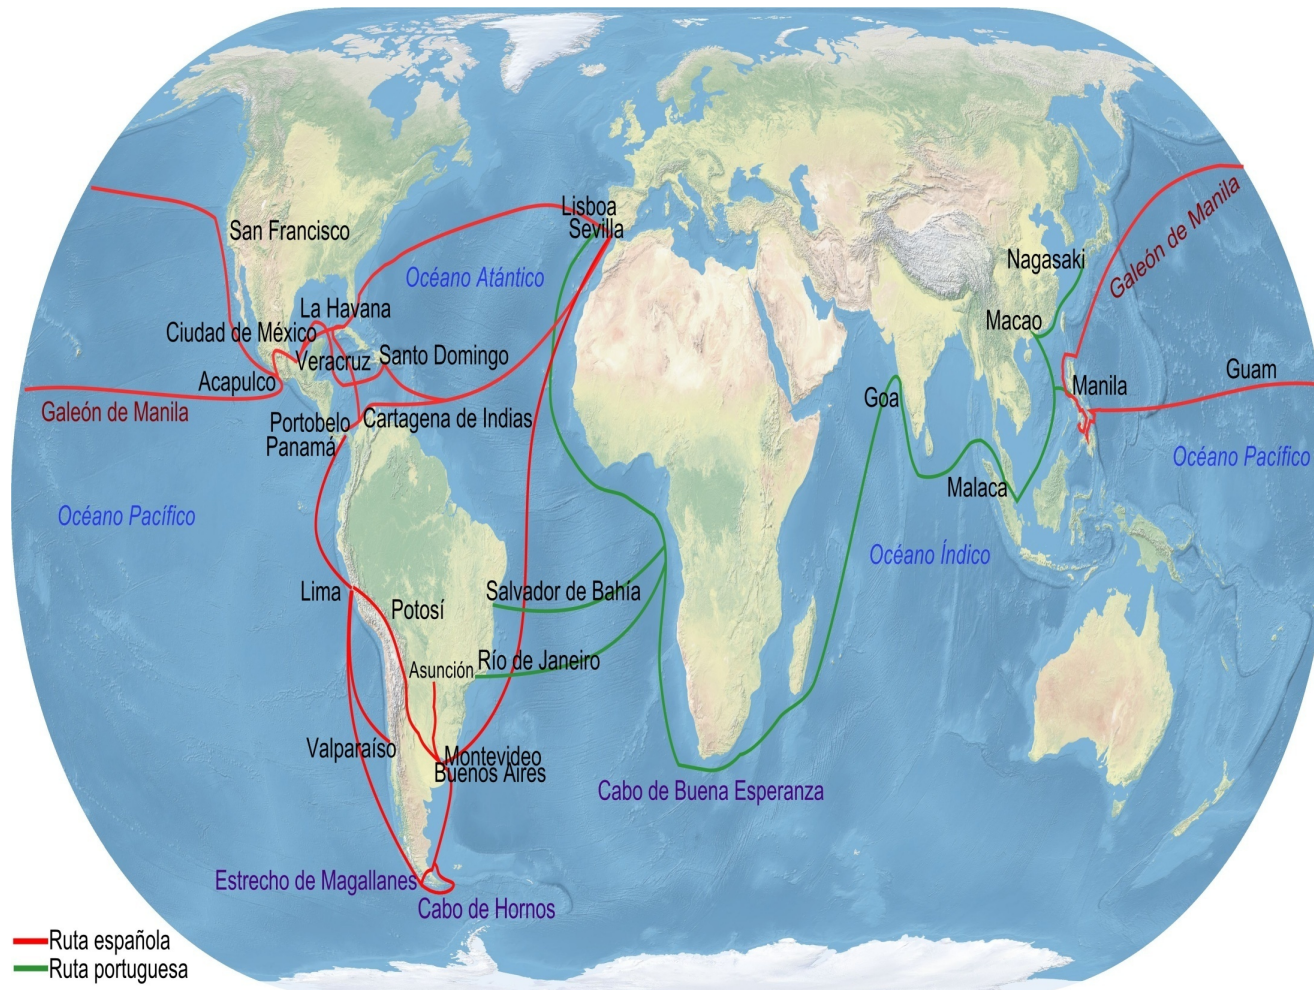 Lisboa
Sevilla
San Francisco
Océano Atántico
Nagasaki
Galeón de Manila
La Havana
Ciudad de México
Macao
Veracruz
Santo Domingo
Acapulco
Guam
Manila
Goa
Galeón de Manila
Portobelo
Cartagena de Indias
Panamá
Océano Pacífico
Malaca
Océano Pacífico
Océano Índico
Lima
Salvador de Bahía
Potosí
Río de Janeiro
Asunción
Valparaíso
Montevideo
Buenos Aires
Cabo de Buena Esperanza
Estrecho de Magallanes
Cabo de Hornos
Ruta española
Ruta portuguesa